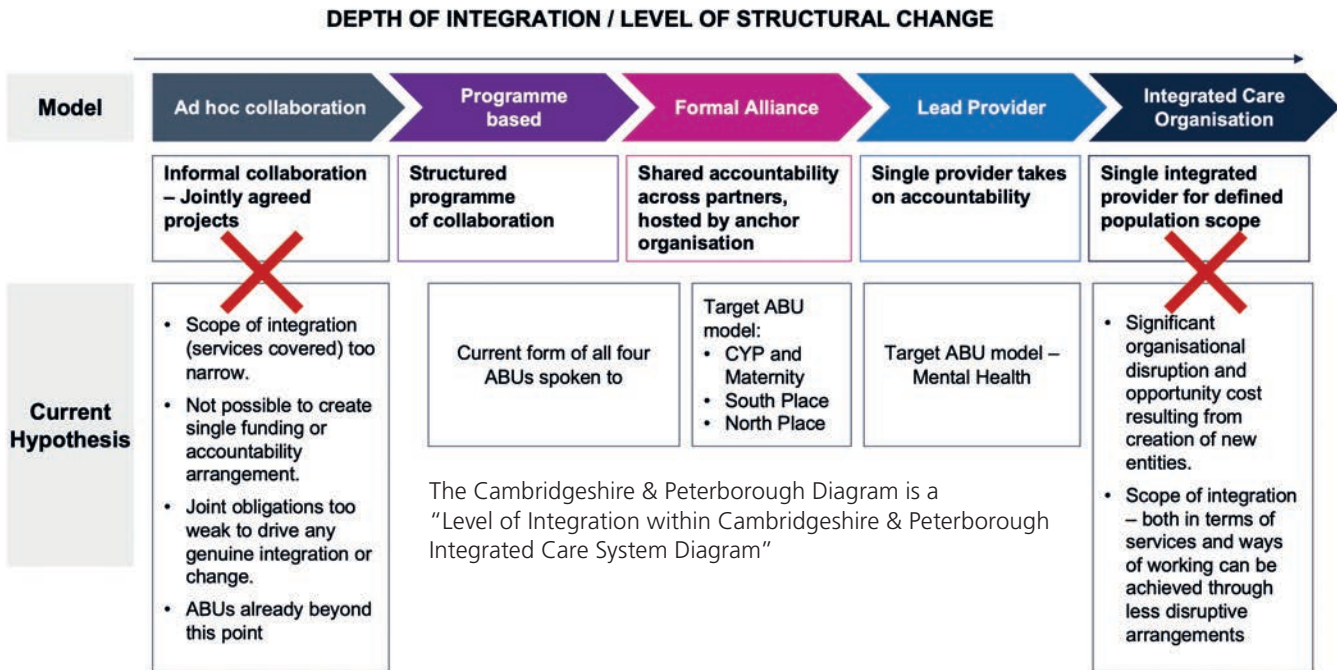 DEPTH OF INTEGRATION / LEVEL OF STRUCTURAL CHANGE
Model
Ad hoc collaboration
Programme
based
Formal Alliance
Lead Provider
Integrated Care
Organisation
Informal collaboration
– Jointly agreed
projects
Structured
programme
of collaboration
Shared accountability
across partners,
hosted by anchor
organisation
Single provider takes
on accountability
Single integrated
provider for defined
population scope
Current
Hypothesis
• Scope of integration
(services covered) too
narrow.
• Not possible to create
single funding or
accountability
arrangement.
• Joint obligations too
weak to drive any
genuine integration or
change.
• ABUs already beyond
this point
Current form of all four
ABUs spoken to
Target ABU
model:
• CYP and
Maternity
• South Place
• North Place
Target ABU model –
Mental Health
• Significant
organisational
disruption and
opportunity cost
resulting from
creation of new
entities.
• Scope of integration
– both in terms of
services and ways
of working can be
achieved through
less disruptive
arrangements
The Cambridgeshire & Peterborough Diagram is a
“Level of Integration within Cambridgeshire & Peterborough
Integrated Care System Diagram”